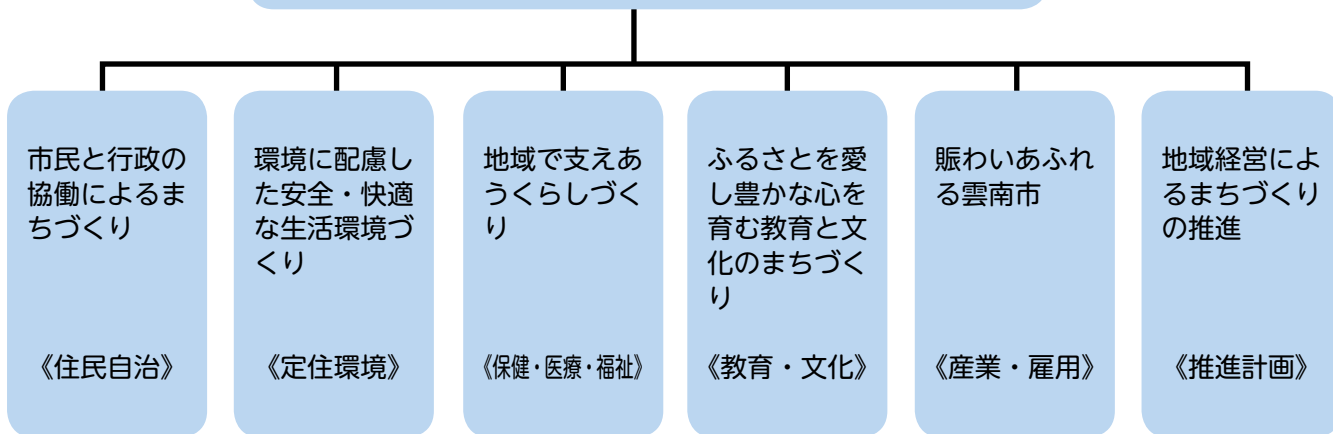 市民と行政の
協働によるま
ちづくり
《住民自治》
環境に配慮し
た安全・快適
な生活環境づ
くり
《定住環境》
地域で支えあ
うくらしづく
り
《保健・医療・福祉》
ふるさとを愛
し豊かな心を
育む教育と文
化のまちづく
り
《教育・文化》
賑わいあふれ
る雲南市
《産業・雇用》
地域経営によ
るまちづくり
の推進
《推進計画》